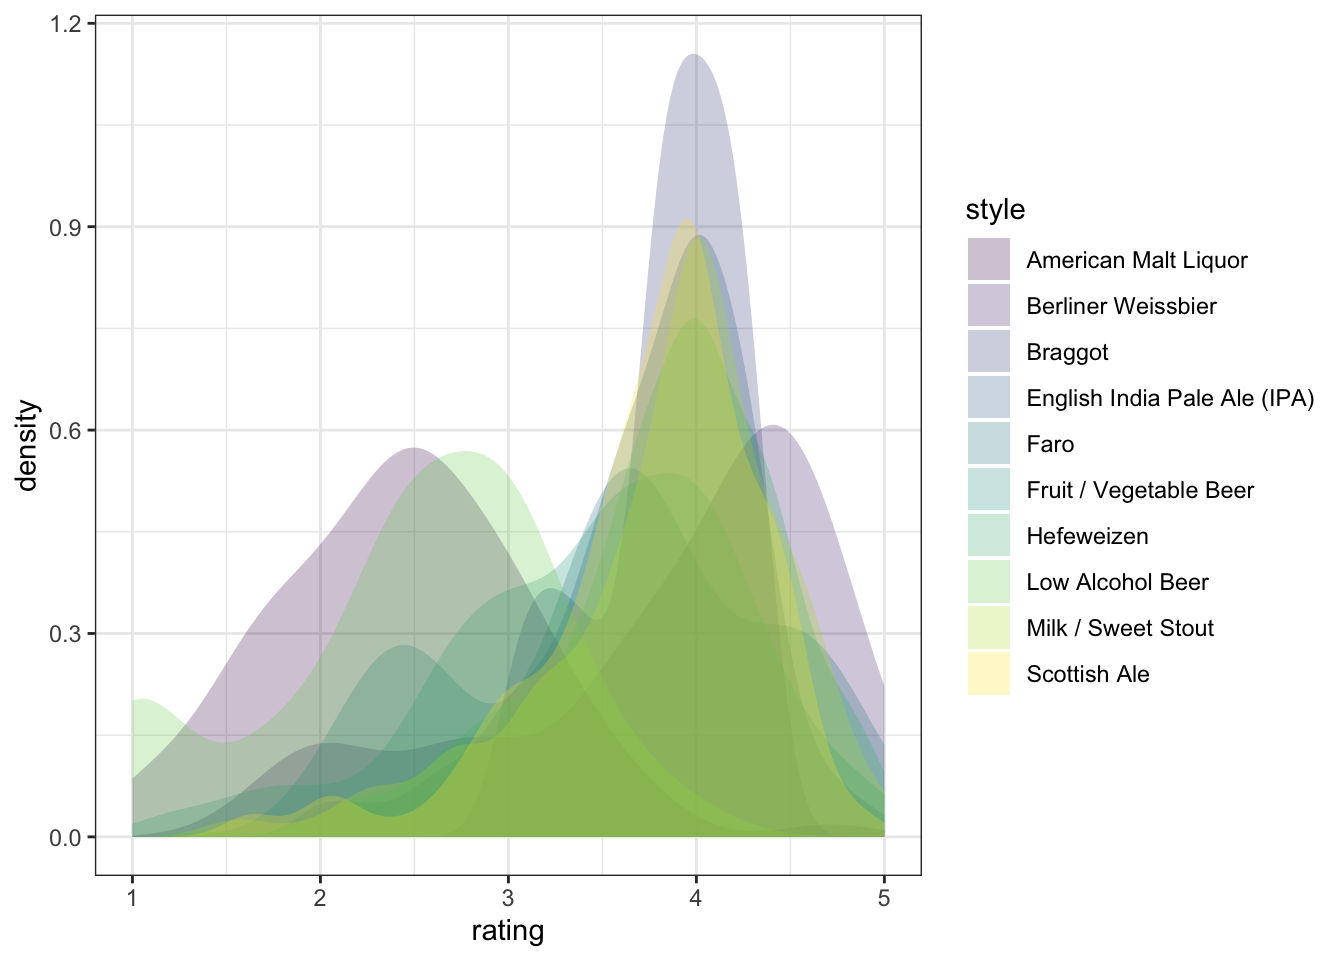 1.2
0.9
0.6
0.3
0.0
density
1 2 3 4 5
rating
style
American Malt Liquor
Berliner Weissbier
Braggot
English India Pale Ale (IPA)
Faro
Fruit / Vegetable Beer
Hefeweizen
Low Alcohol Beer
Milk / Sweet Stout
Scottish Ale